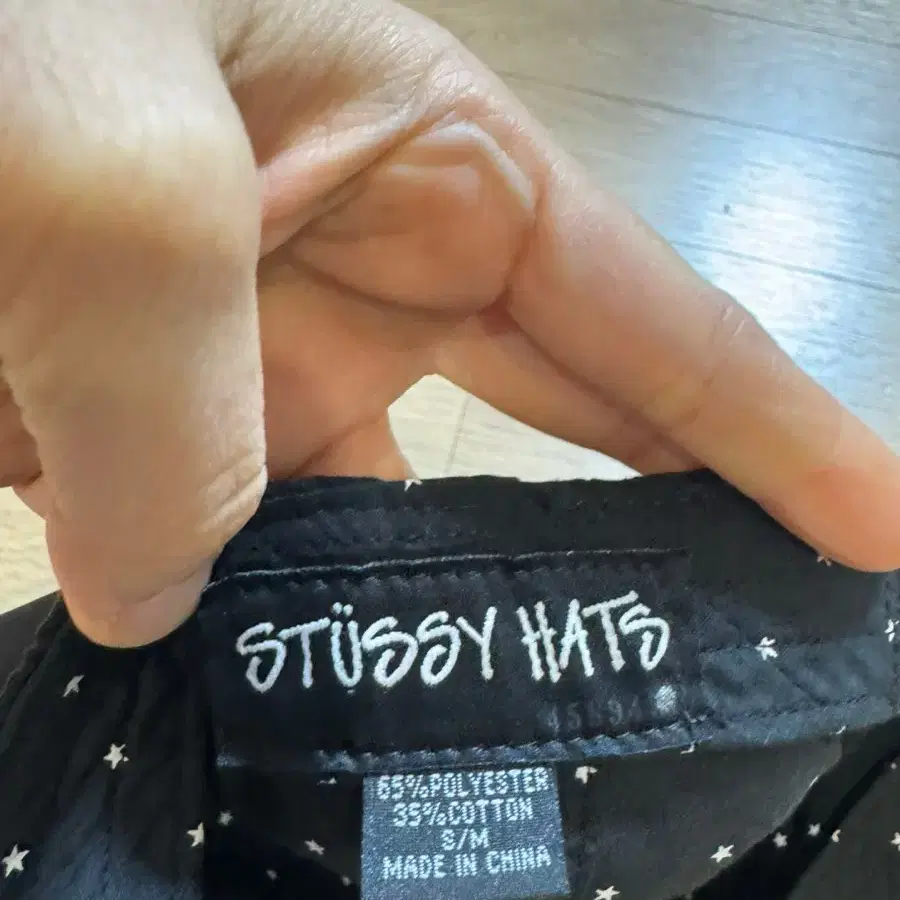 STÜSSY HATS
65%POLYESTER
35%COTTON
S/M
MADE IN CHINA